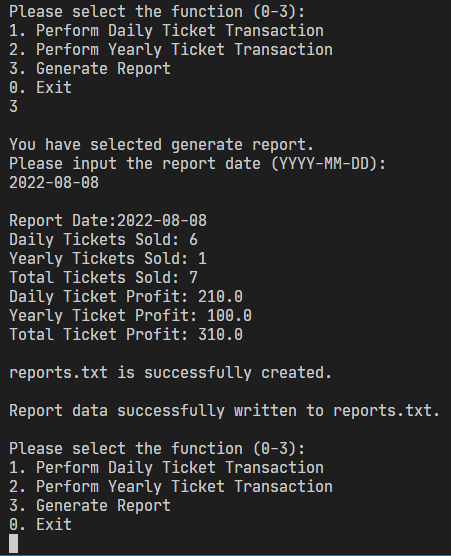 Please select the function (0-3):
1. Perform Daily Ticket Transaction
2. Perform Yearly Ticket Transaction
3. Generate Report
0. Exit
3
You have selected generate report.
Please input the report date (YYYY-MM-DD):
2022-08-08
Report Date:2022-08-08
Daily Tickets Sold: 6
Yearly Tickets Sold: 1
Total Tickets Sold: 7
Daily Ticket Profit: 210.0
Yearly Ticket Profit: 100.0
Total Ticket Profit: 310.0
reports.txt is successfully created.
Report data successfully written to reports.txt.
Please select the function (0-3):
1. Perform Daily Ticket Transaction
2. Perform Yearly Ticket Transaction
3. Generate Report
0. Exit